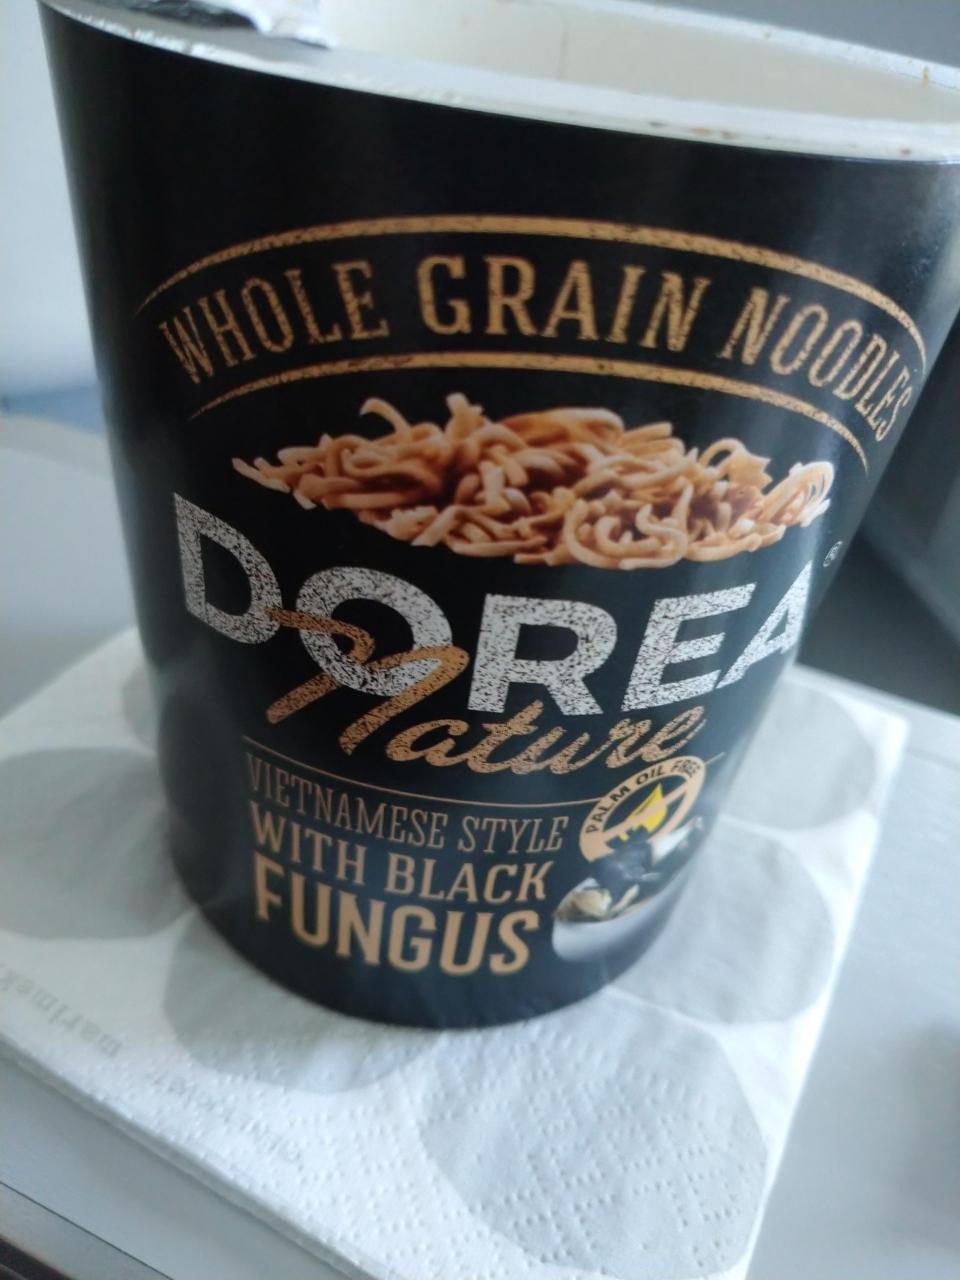 WHOLE GRAIN NOODLES
DOREA®
Nature
VIETNAMESE STYLE
WITH BLACK
FUNGUS
PALM OIL FREE